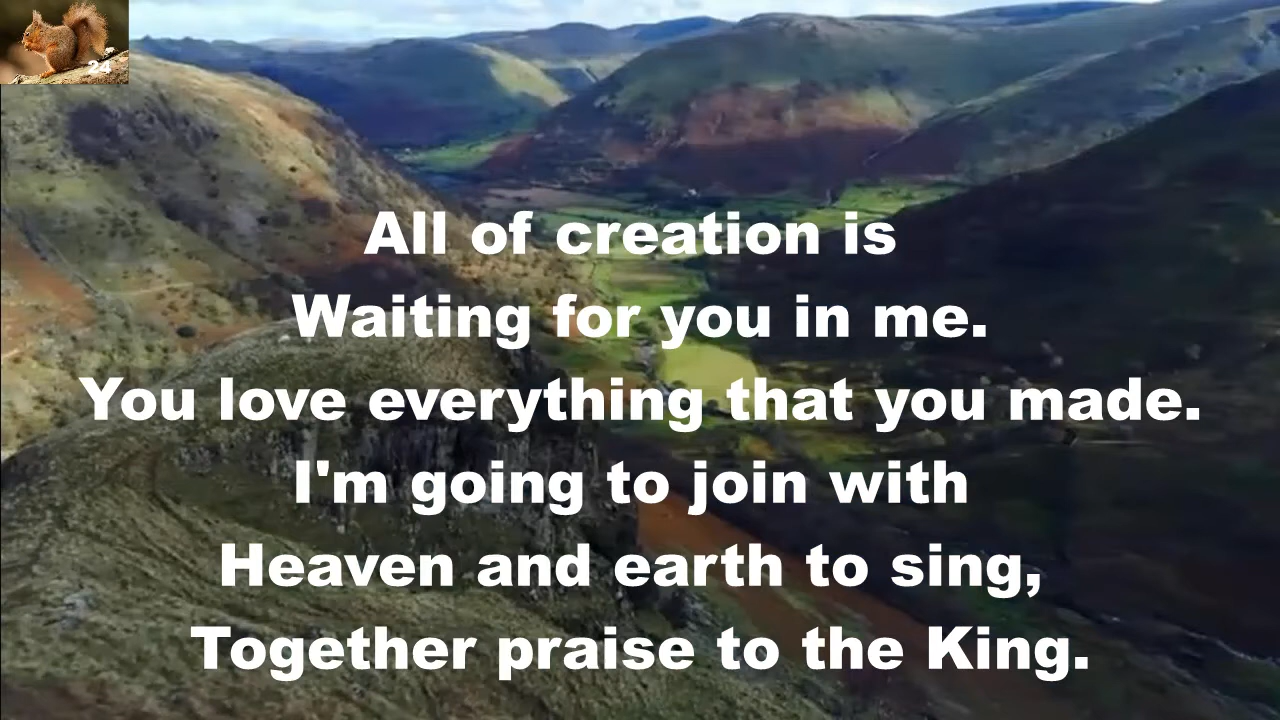 24
All of creation is
Waiting for you in me.
You love everything that you made.
I'm going to join with
Heaven and earth to sing,
Together praise to the King.